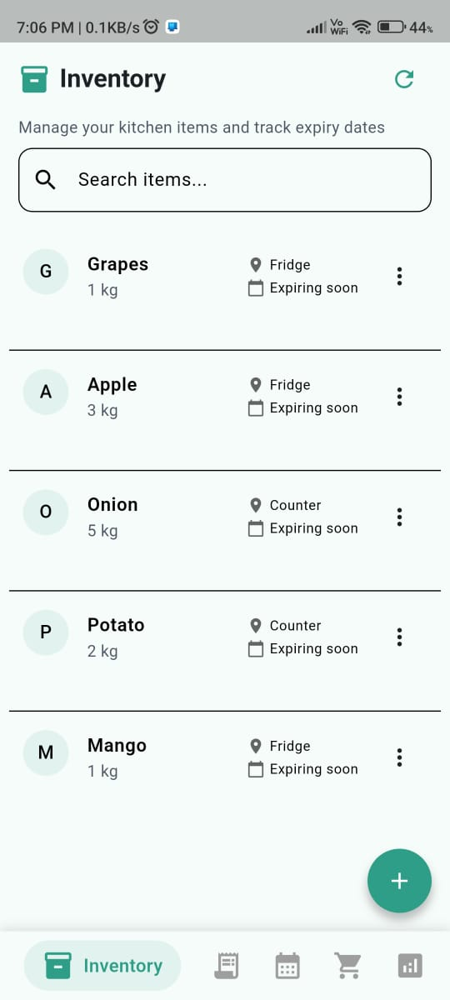 7:06 PM | 0.1KB/s
Vo WiFi 44%
Inventory
Manage your kitchen items and track expiry dates
Search items...
G
Grapes
1 kg
Fridge
Expiring soon
A
Apple
3 kg
Fridge
Expiring soon
O
Onion
5 kg
Counter
Expiring soon
P
Potato
2 kg
Counter
Expiring soon
M
Mango
1 kg
Fridge
Expiring soon
+
Inventory